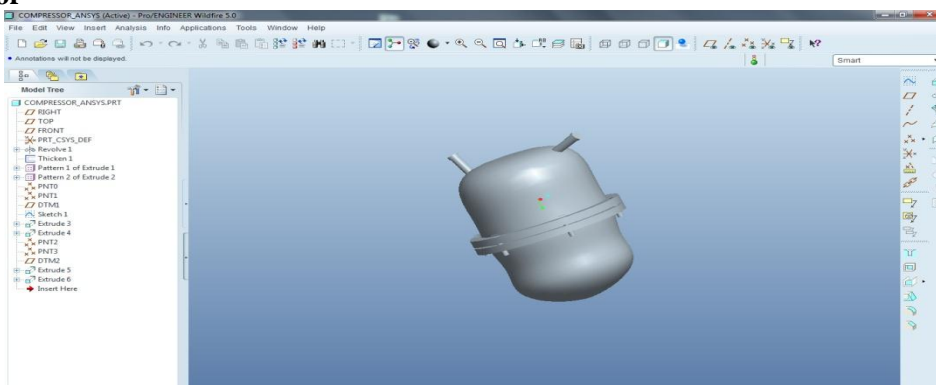 COMPRESSOR_ANSYS (Active) - Pro/ENGINEER Wildfire 5.0
File Edit View Insert Analysis Info Applications Tools Window Help
• Annotations will not be displayed.
Smart
Model Tree
COMPRESSOR_ANSYS.PRT
RIGHT
TOP
FRONT
PRT_CSYS_DEF
Revolve 1
Thicken 1
Pattern 1 of Extrude 1
Pattern 2 of Extrude 2
PNT0
PNT1
DTM1
Sketch 1
Extrude 3
Extrude 4
PNT2
PNT3
DTM2
Extrude 5
Extrude 6
Insert Here